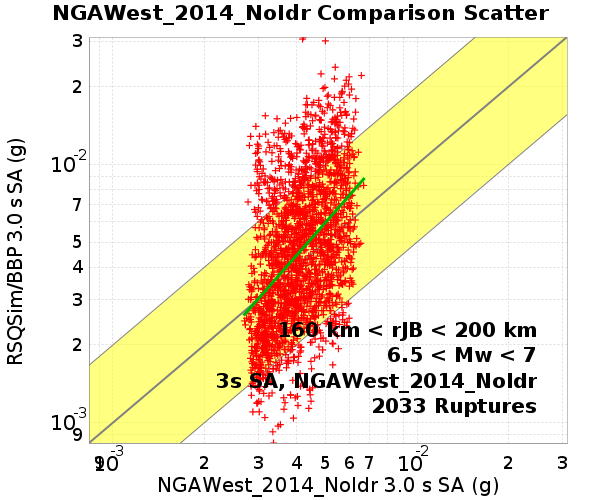 NGAWest_2014_NoIdr Comparison Scatter
RSQSim/BBP 3.0 s SA (g)
3
2
10-2
7
5
4
3
2
10-3
9
160 km < rJB < 200 km
6.5 < Mw < 7
3s SA, NGAWest_2014_NoIdr
2033 Ruptures
9 10-3 2 3 4 5 6 7 10-2 2 3
NGAWest_2014_NoIdr 3.0 s SA (g)